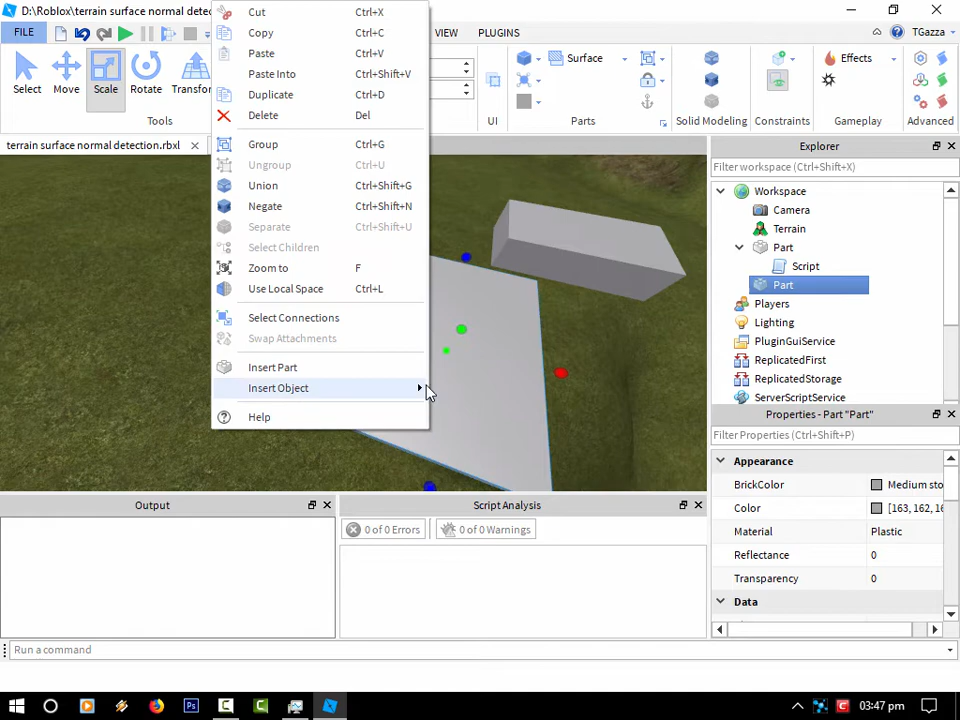 D:\Roblox\terrain surface normal detec
FILE
VIEW
PLUGINS
TGazza
Select
Move
Scale
Rotate
Transfor
Tools
UI
Surface
Parts
Solid Modeling
Constraints
Effects
Gameplay
Advanced
terrain surface normal detection.rbxl
Cut Ctrl+X
Copy Ctrl+C
Paste Ctrl+V
Paste Into Ctrl+Shift+V
Duplicate Ctrl+D
Delete Del
Group Ctrl+G
Ungroup Ctrl+U
Union Ctrl+Shift+G
Negate Ctrl+Shift+N
Separate Ctrl+Shift+U
Select Children
Zoom to F
Use Local Space Ctrl+L
Select Connections
Swap Attachments
Insert Part
Insert Object
Help
Explorer
Filter workspace (Ctrl+Shift+X)
Workspace
Camera
Terrain
Part
Script
Part
Players
Lighting
PluginGuiService
ReplicatedFirst
ReplicatedStorage
ServerScriptService
Properties - Part "Part"
Filter Properties (Ctrl+Shift+P)
Appearance
BrickColor Medium sto
Color [163, 162, 16
Material Plastic
Reflectance 0
Transparency 0
Data
Output
Script Analysis
0 of 0 Errors
0 of 0 Warnings
Run a command
03:47 pm